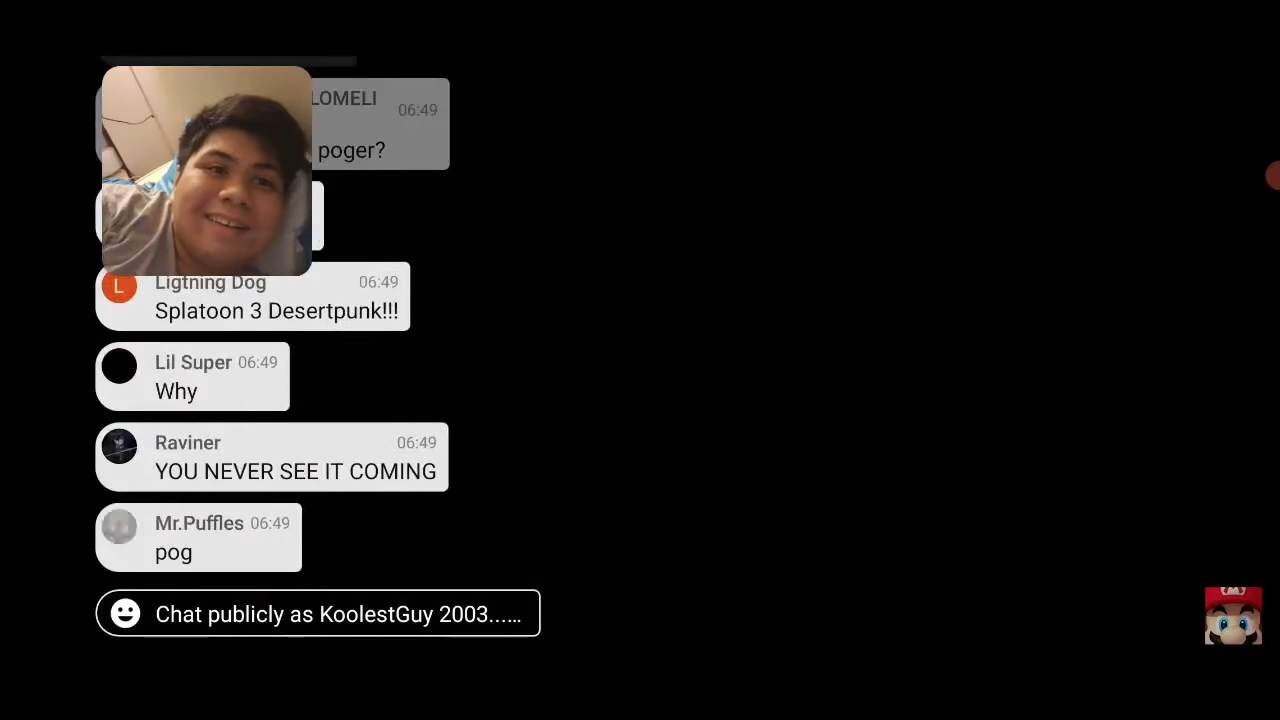 LOMELI 06:49
poger?
L Ligtning Dog 06:49
Splatoon 3 Desertpunk!!!
Lil Super 06:49
Why
Raviner 06:49
YOU NEVER SEE IT COMING
Mr.Puffles 06:49
pog
Chat publicly as KoolestGuy 2003...…
M